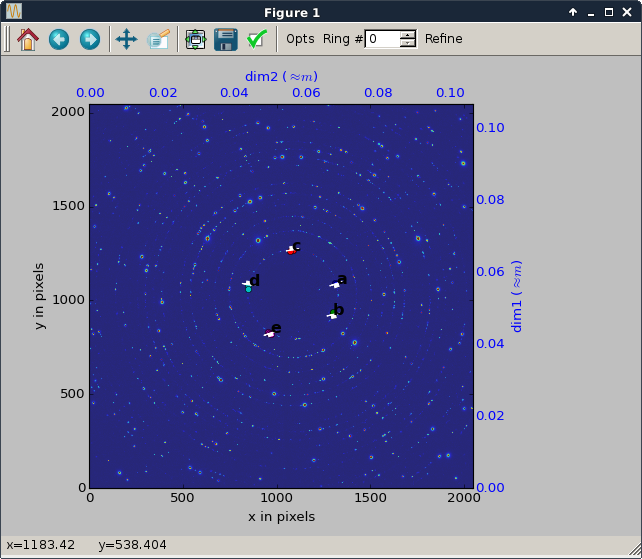 Figure 1
Opts Ring # 0 Refine
dim2 (≈m)
0.00 0.02 0.04 0.06 0.08 0.10
2000
1500
1000
500
0
y in pixels
c
a
d
b
e
0.10
0.08
0.06
0.04
0.02
0.00
dim1 (≈m)
0 500 1000 1500 2000
x in pixels
x=1183.42 y=538.404